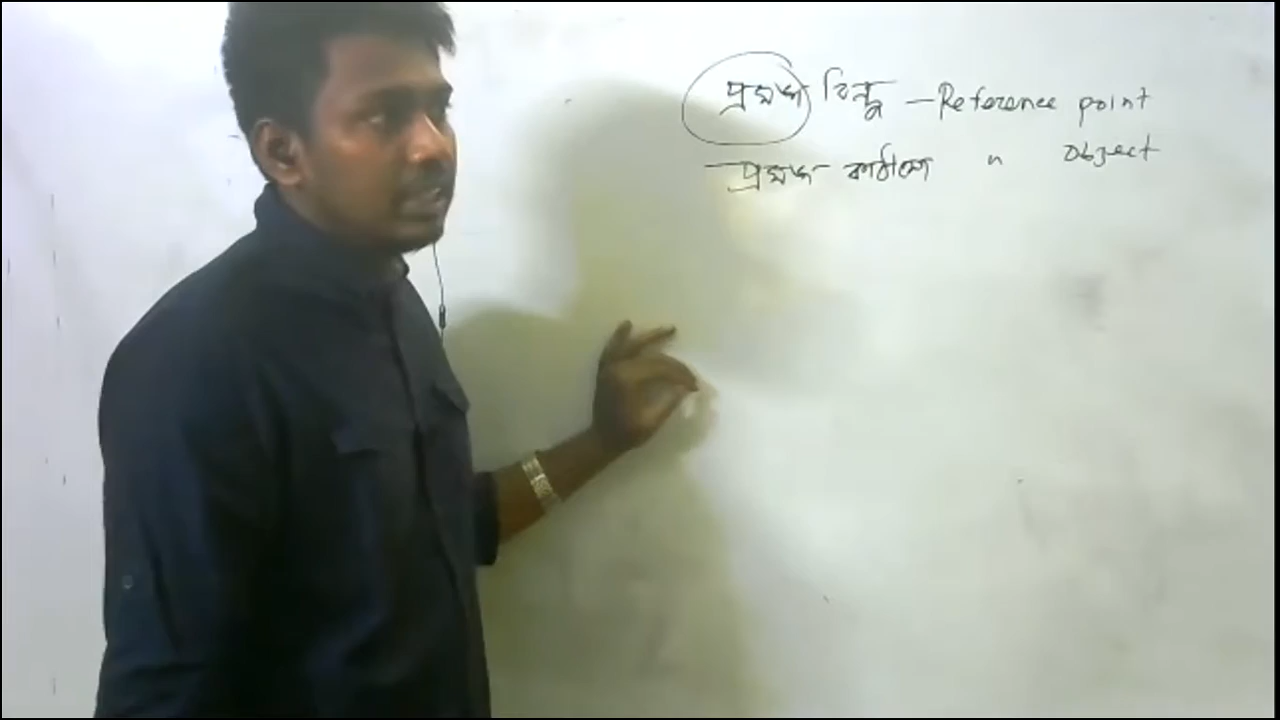 প্রসঙ্গ বিন্দু - Reference point
প্রসঙ্গ কাঠামো " Object